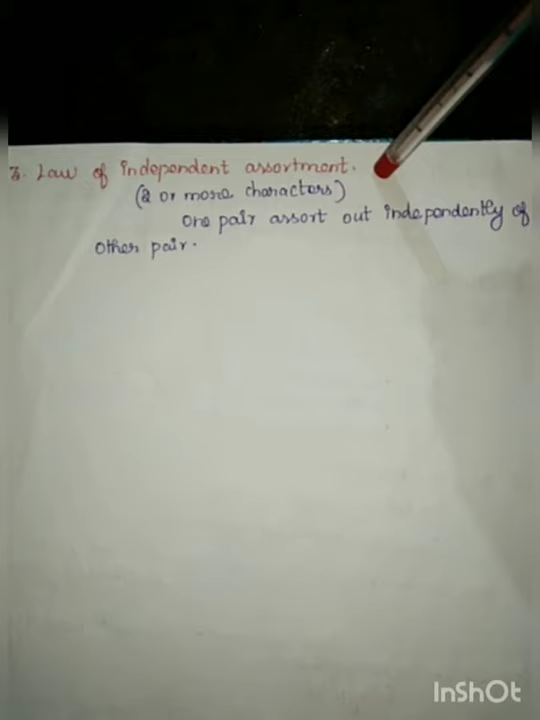 3. Law of independent assortment.
(2 or more characters)
one pair assort out independently of
other pair.
InShOt